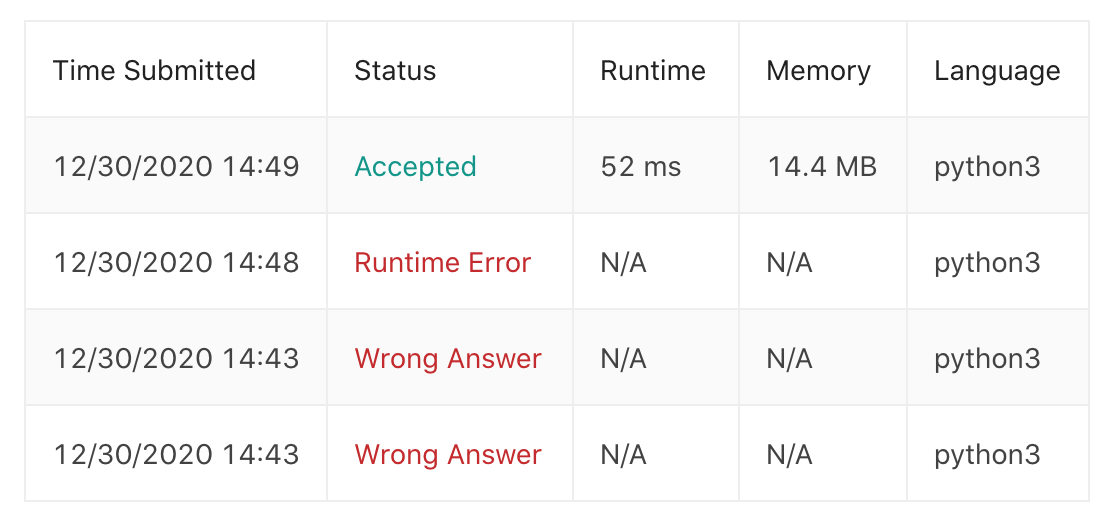 Time Submitted Status Runtime Memory Language
12/30/2020 14:49 Accepted 52 ms 14.4 MB python3
12/30/2020 14:48 Runtime Error N/A N/A python3
12/30/2020 14:43 Wrong Answer N/A N/A python3
12/30/2020 14:43 Wrong Answer N/A N/A python3